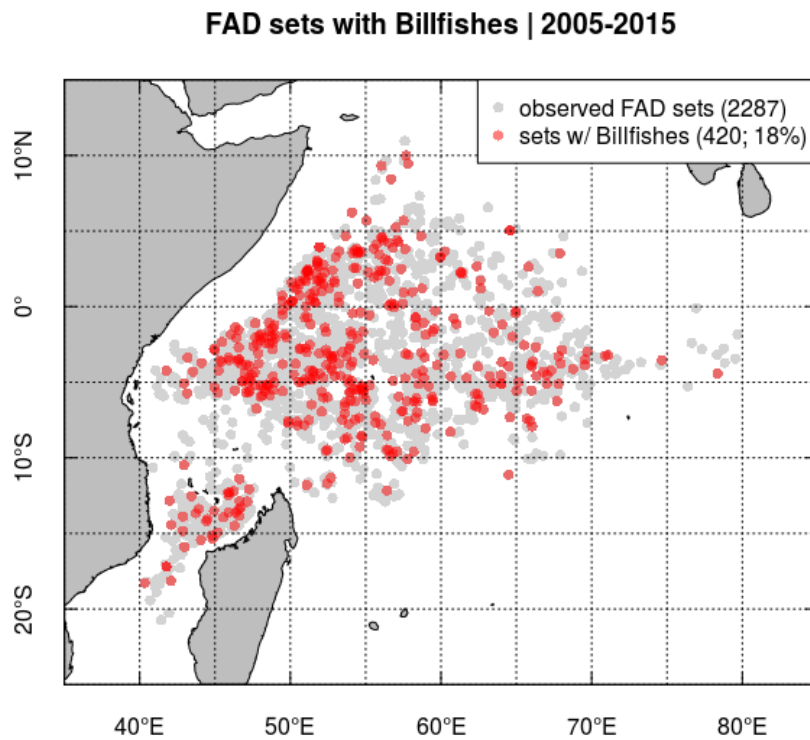 FAD sets with Billfishes | 2005-2015
observed FAD sets (2287)
sets w/ Billfishes (420; 18%)
10°N
0°
10°S
20°S
40°E 50°E 60°E 70°E 80°E